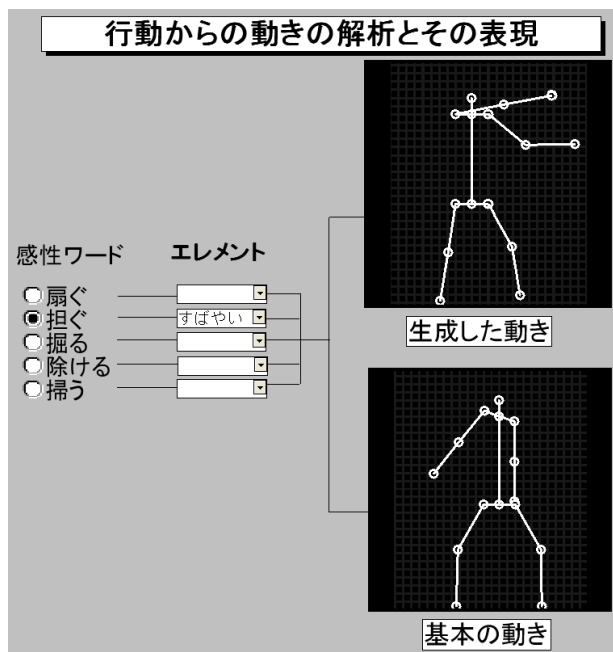 行動からの動きの解析とその表現
感性ワード
エレメント
扇ぐ
担ぐ
すばやい
掘る
除ける
掃う
生成した動き
基本の動き